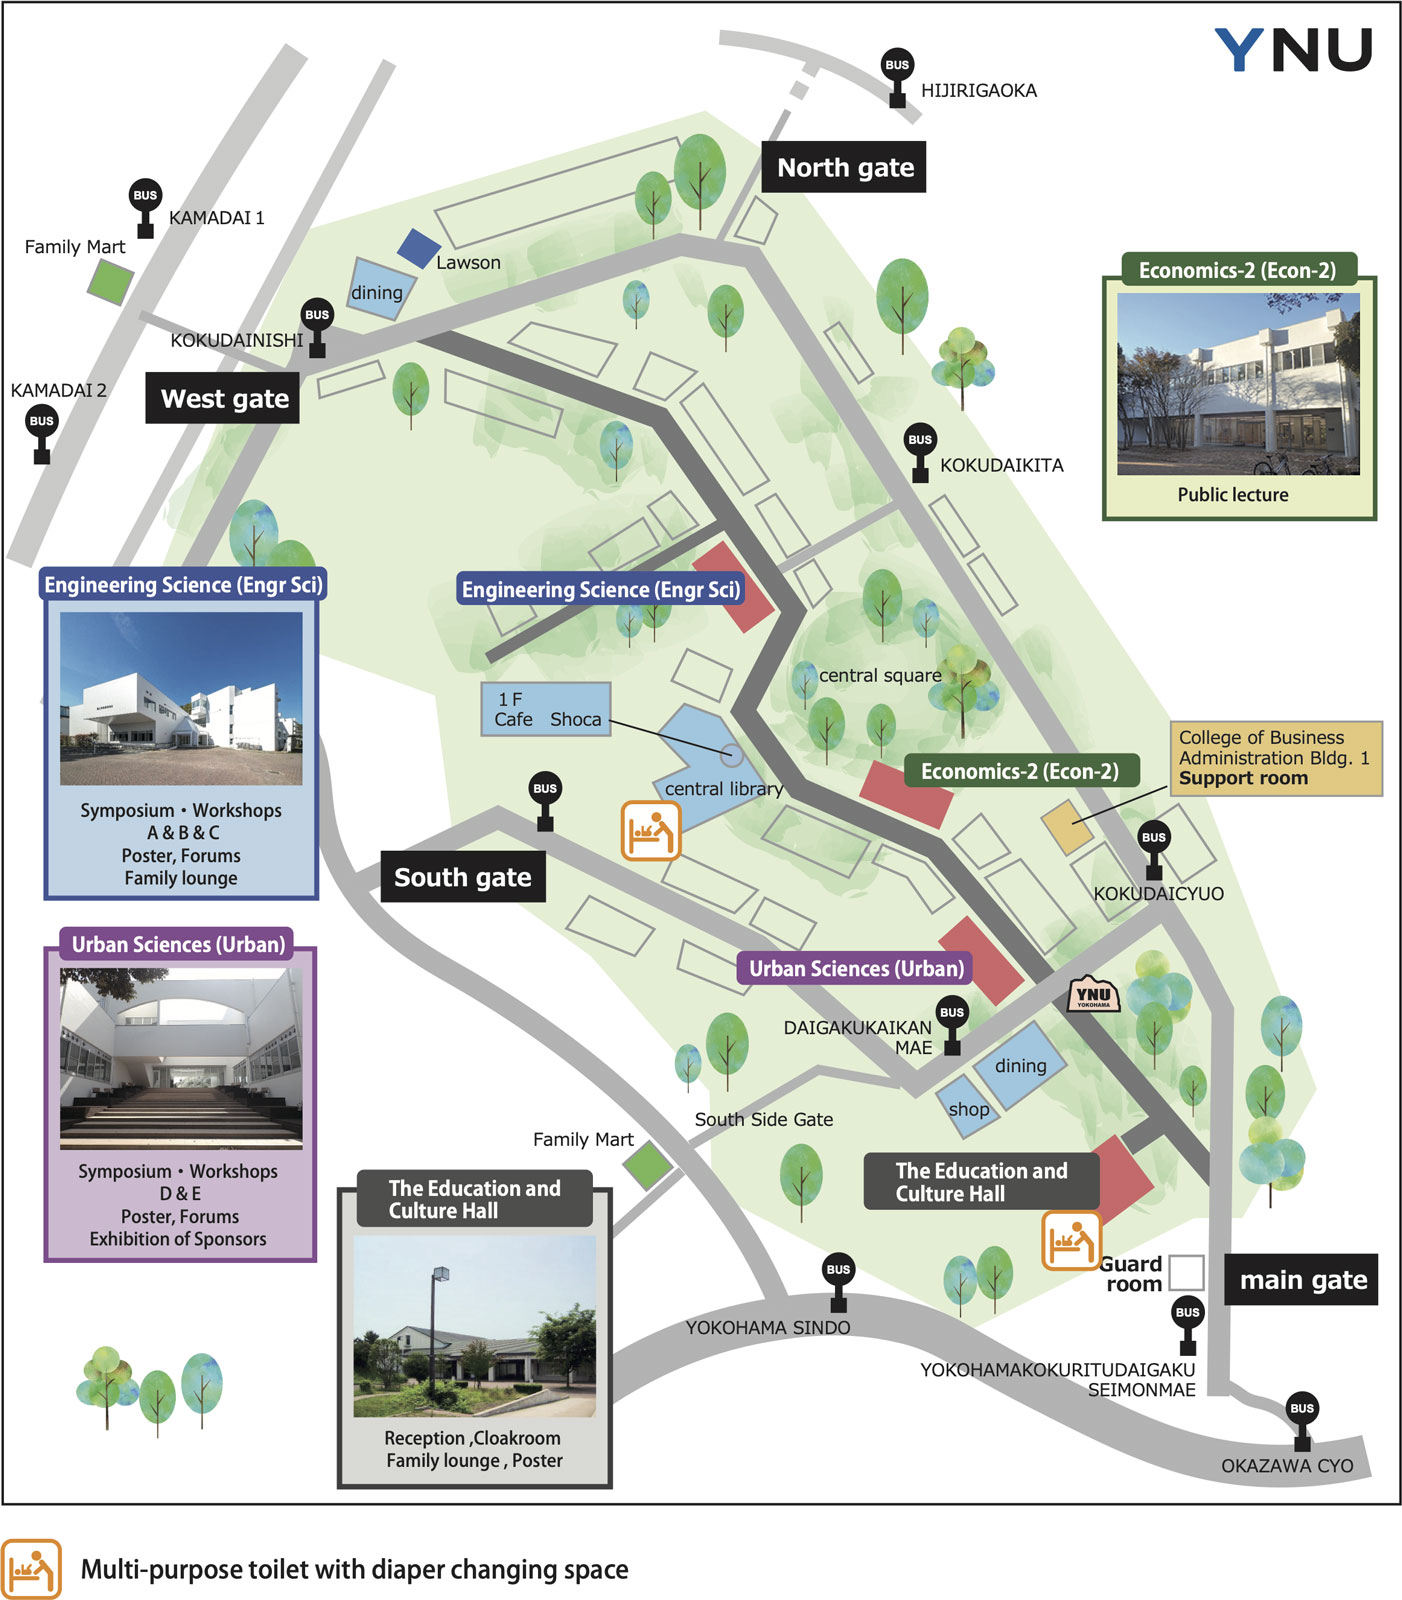 YNU
BUS
HIJIRIGAOKA
North gate
BUS
KAMADAI 1
Family Mart
Lawson
dining
BUS
KOKUDAINISHI
West gate
KAMADAI 2
BUS
Economics-2 (Econ-2)
Public lecture
BUS
KOKUDAIKITA
Engineering Science (Engr Sci)
Symposium・Workshops
A & B & C
Poster, Forums
Family lounge
Engineering Science (Engr Sci)
central square
1 F
Cafe Shoca
central library
Economics-2 (Econ-2)
College of Business
Administration Bldg. 1
Support room
BUS
South gate
BUS
KOKUDAICYUO
Urban Sciences (Urban)
Symposium・Workshops
D & E
Poster, Forums
Exhibition of Sponsors
Urban Sciences (Urban)
YNU
YOKOHAMA
BUS
DAIGAKUKAIKAN
MAE
dining
shop
South Side Gate
Family Mart
The Education and
Culture Hall
The Education and
Culture Hall
Reception ,Cloakroom
Family lounge , Poster
Guard
room
main gate
BUS
YOKOHAMA SINDO
BUS
YOKOHAMAKOKURITUDAIGAKU
SEIMONMAE
BUS
OKAZAWA CYO
Multi-purpose toilet with diaper changing space